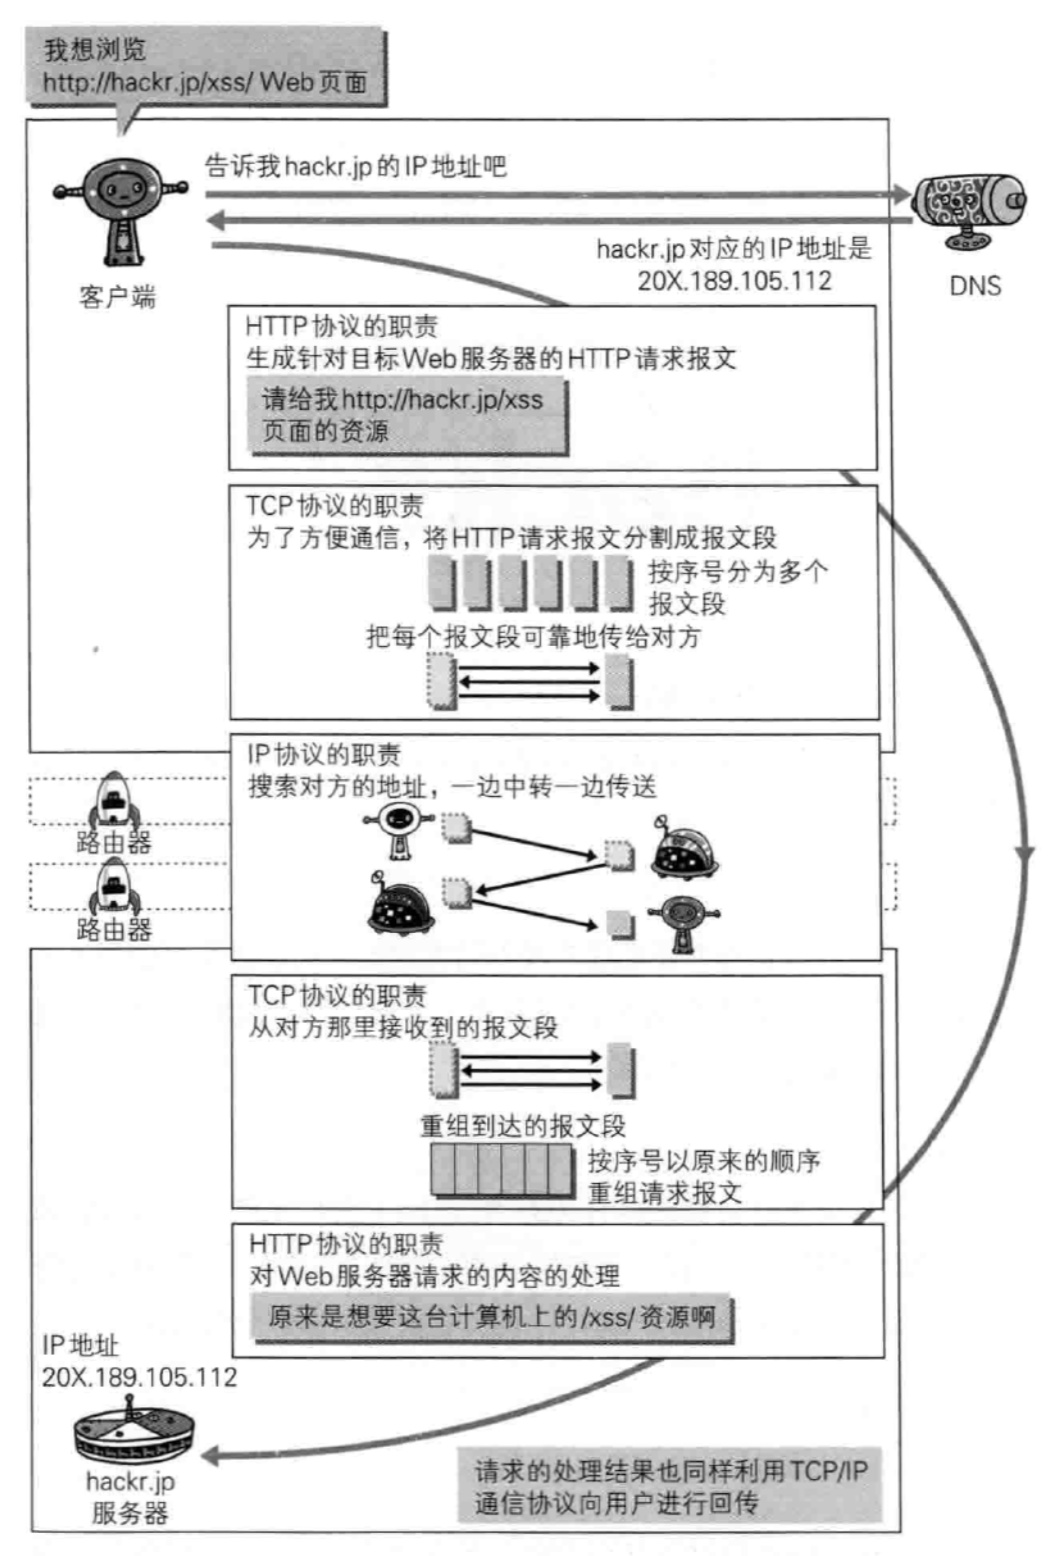 我想浏览
http://hackr.jp/xss/ Web页面
告诉我hackr.jp的IP地址吧
hackr.jp对应的IP地址是
20X.189.105.112
客户端
DNS
HTTP协议的职责
生成针对目标Web服务器的HTTP请求报文
请给我http://hackr.jp/xss
页面的资源
TCP协议的职责
为了方便通信，将HTTP请求报文分割成报文段
按序号分为多个
报文段
把每个报文段可靠地传给对方
IP协议的职责
搜索对方的地址，一边中转一边传送
路由器
路由器
TCP协议的职责
从对方那里接收到的报文段
重组到达的报文段
按序号以原来的顺序
重组请求报文
HTTP协议的职责
对Web服务器请求的内容的处理
原来是想要这台计算机上的/xss/资源啊
IP地址
20X.189.105.112
hackr.jp
服务器
请求的处理结果也同样利用TCP/IP
通信协议向用户进行回传